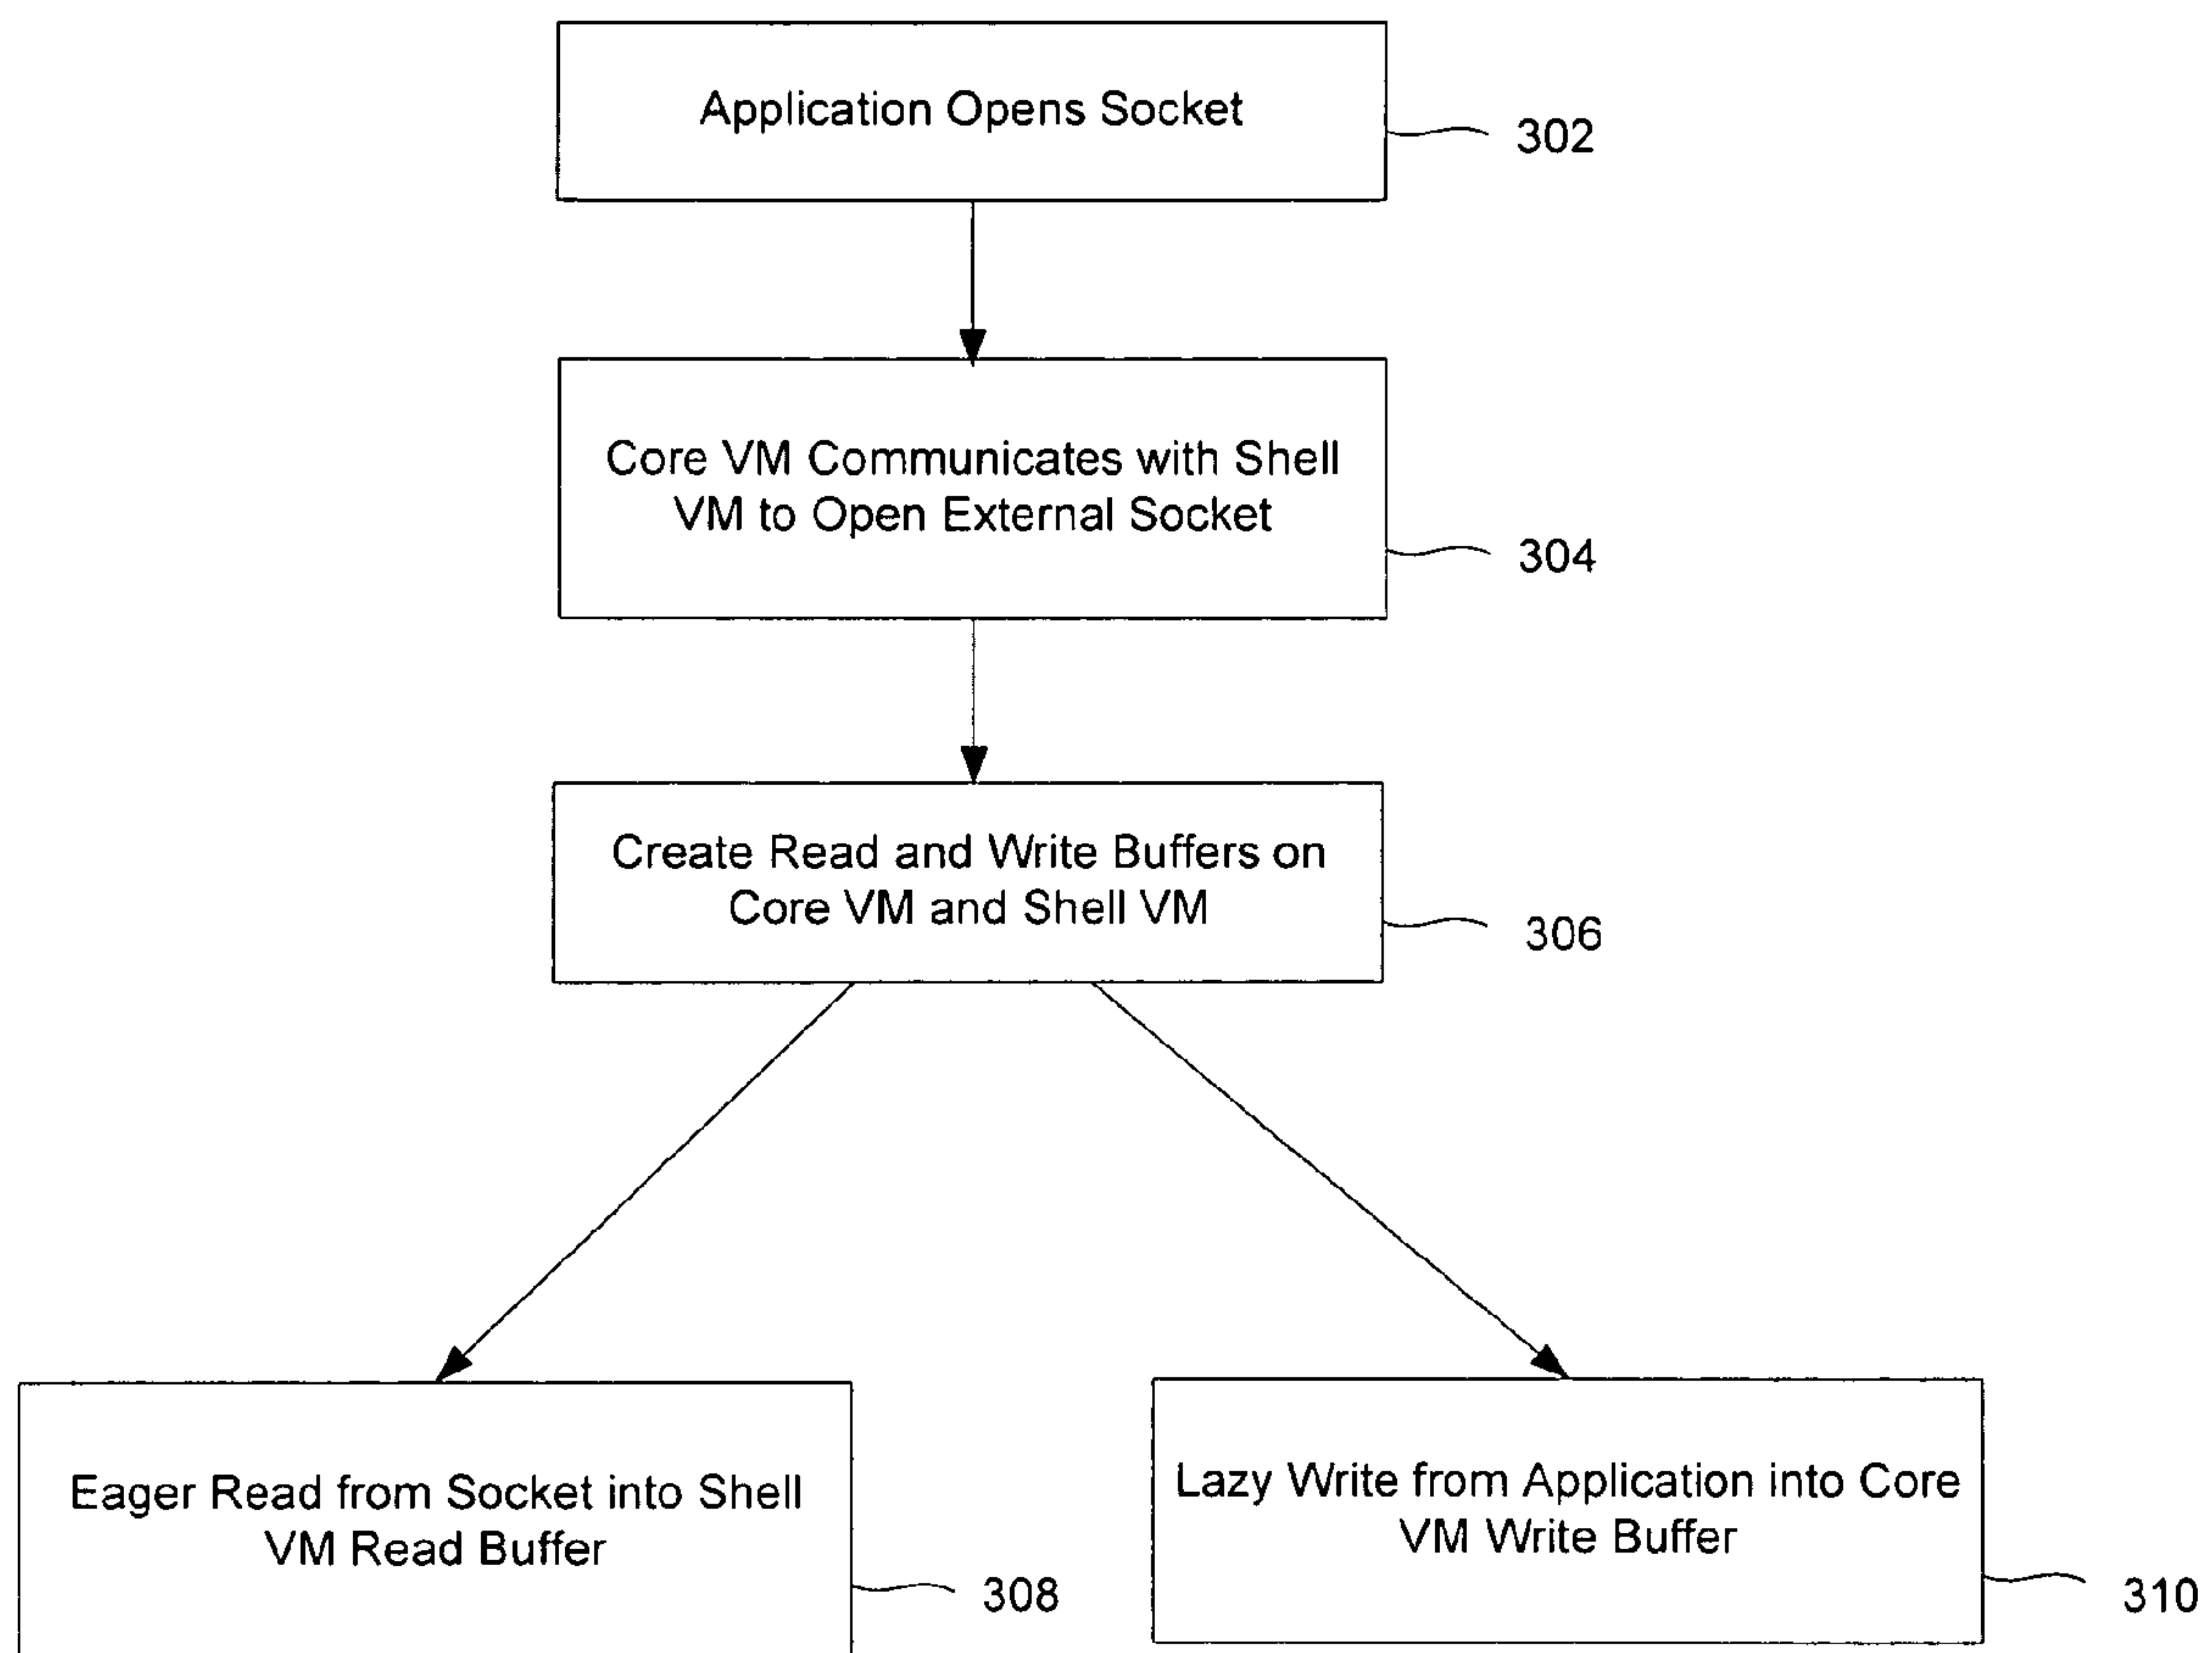 Application Opens Socket
302
Core VM Communicates with Shell
VM to Open External Socket
304
Create Read and Write Buffers on
Core VM and Shell VM
306
Eager Read from Socket into Shell
VM Read Buffer
308
Lazy Write from Application into Core
VM Write Buffer
310